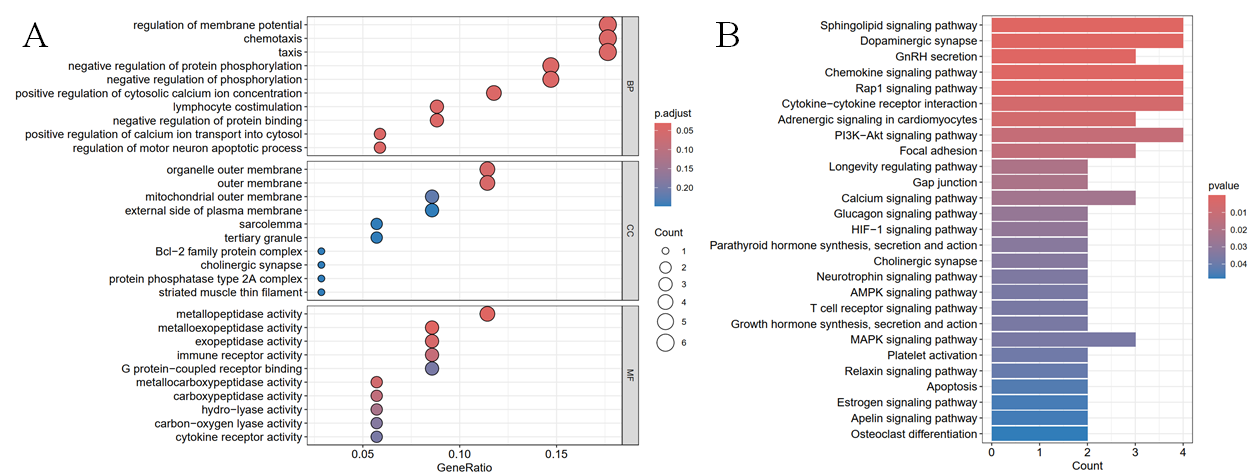 A
regulation of membrane potential
chemotaxis
taxis
negative regulation of protein phosphorylation
negative regulation of phosphorylation
positive regulation of cytosolic calcium ion concentration
lymphocyte costimulation
negative regulation of protein binding
positive regulation of calcium ion transport into cytosol
regulation of motor neuron apoptotic process
BP
organelle outer membrane
outer membrane
mitochondrial outer membrane
external side of plasma membrane
sarcolemma
tertiary granule
Bcl−2 family protein complex
cholinergic synapse
protein phosphatase type 2A complex
striated muscle thin filament
CC
metallopeptidase activity
metalloexopeptidase activity
exopeptidase activity
immune receptor activity
G protein−coupled receptor binding
metallocarboxypeptidase activity
carboxypeptidase activity
hydro−lyase activity
carbon−oxygen lyase activity
cytokine receptor activity
MF
0.05 0.10 0.15
GeneRatio
p.adjust
0.05
0.10
0.15
0.20
Count
1
2
3
4
5
6
B
Sphingolipid signaling pathway
Dopaminergic synapse
GnRH secretion
Chemokine signaling pathway
Rap1 signaling pathway
Cytokine−cytokine receptor interaction
Adrenergic signaling in cardiomyocytes
PI3K−Akt signaling pathway
Focal adhesion
Longevity regulating pathway
Gap junction
Calcium signaling pathway
Glucagon signaling pathway
HIF−1 signaling pathway
Parathyroid hormone synthesis, secretion and action
Cholinergic synapse
Neurotrophin signaling pathway
AMPK signaling pathway
T cell receptor signaling pathway
Growth hormone synthesis, secretion and action
MAPK signaling pathway
Platelet activation
Relaxin signaling pathway
Apoptosis
Estrogen signaling pathway
Apelin signaling pathway
Osteoclast differentiation
0 1 2 3 4
Count
pvalue
0.01
0.02
0.03
0.04